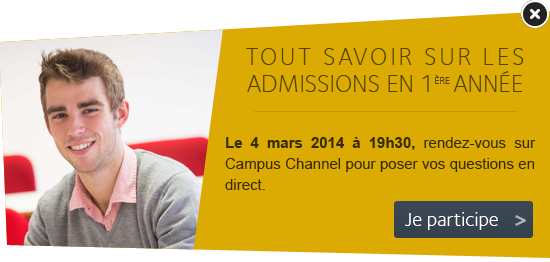 TOUT SAVOIR SUR LES
ADMISSIONS EN 1ÈRE ANNÉE
Le 4 mars 2014 à 19h30, rendez-vous sur
Campus Channel pour poser vos questions en
direct.
Je participe >